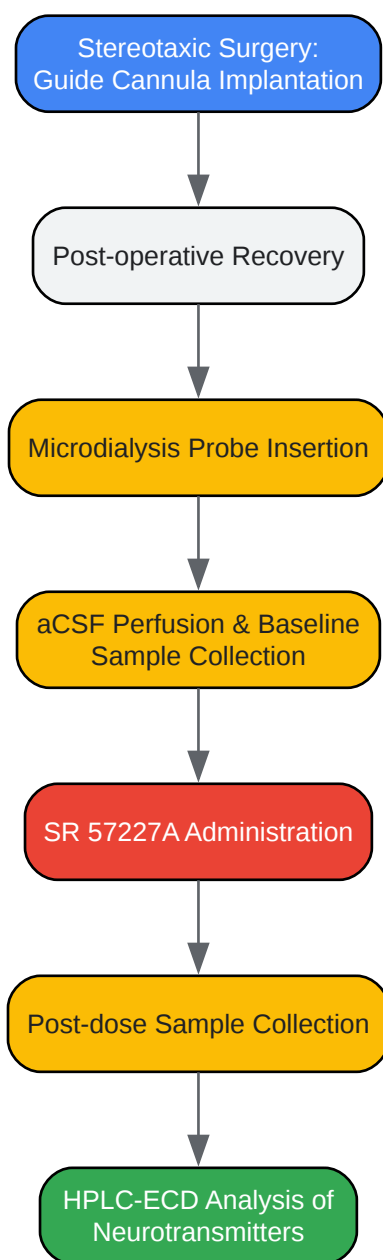 Stereotaxic Surgery:
Guide Cannula Implantation
Post-operative Recovery
Microdialysis Probe Insertion
aCSF Perfusion & Baseline
Sample Collection
SR 57227A Administration
Post-dose Sample Collection
HPLC-ECD Analysis of
Neurotransmitters